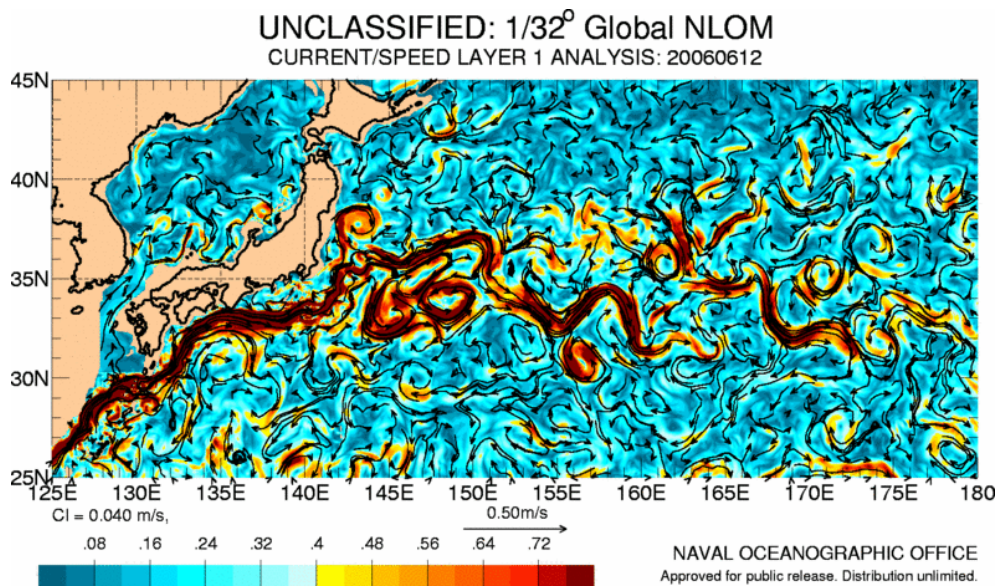 UNCLASSIFIED: 1/32° Global NLOM
CURRENT/SPEED LAYER 1 ANALYSIS: 20060612
45N
40N
35N
30N
25N
125E 130E 135E 140E 145E 150E 155E 160E 165E 170E 175E 180
CI = 0.040 m/s,
0.50m/s
.08 .16 .24 .32 .4 .48 .56 .64 .72
NAVAL OCEANOGRAPHIC OFFICE
Approved for public release. Distribution unlimited.